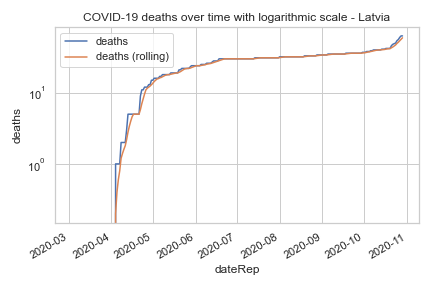 COVID-19 deaths over time with logarithmic scale - Latvia
deaths
deaths (rolling)
10¹
10⁰
deaths
2020-03
2020-04
2020-05
2020-06
2020-07
2020-08
2020-09
2020-10
2020-11
dateRep